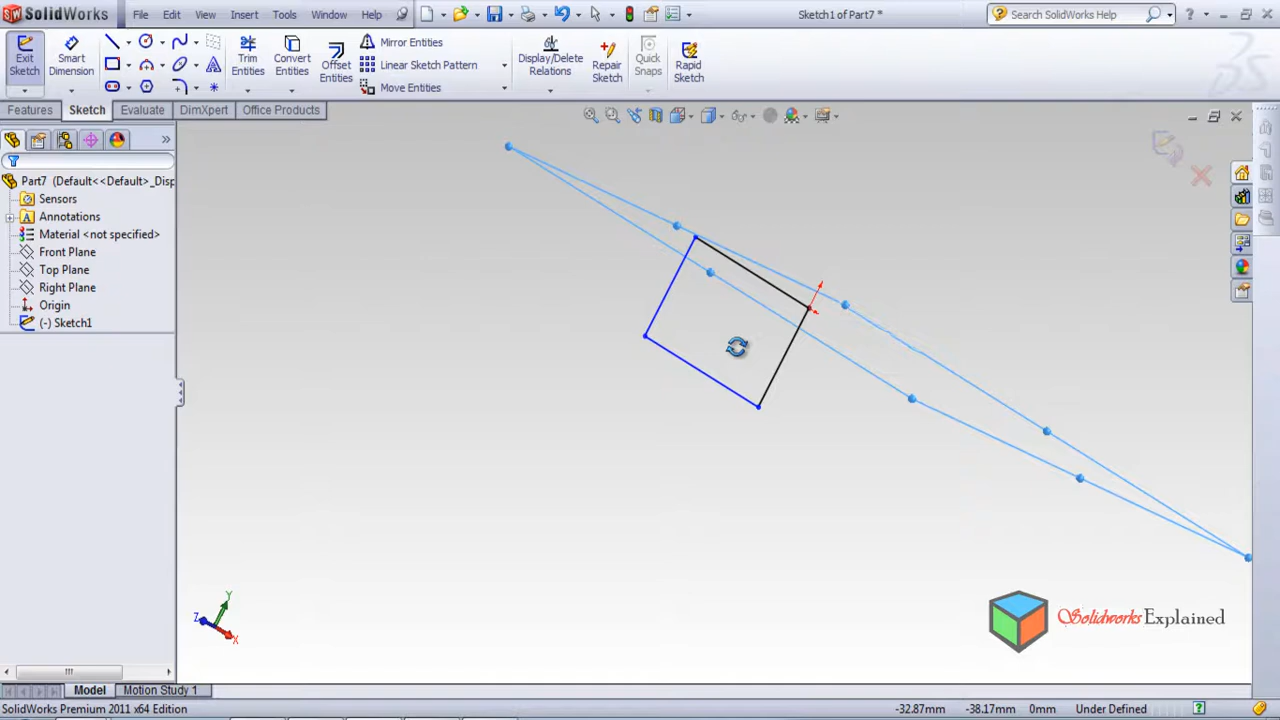 SolidWorks File Edit View Insert Tools Window Help Sketch1 of Part7 * Search SolidWorks Help
Exit Sketch
Smart Dimension
Trim Entities
Convert Entities
Offset Entities
Mirror Entities
Linear Sketch Pattern
Move Entities
Display/Delete Relations
Repair Sketch
Quick Snaps
Rapid Sketch
Features Sketch Evaluate DimXpert Office Products
Part7 (Default<<Default>_Disp
Sensors
Annotations
Material <not specified>
Front Plane
Top Plane
Right Plane
Origin
(-) Sketch1
Y
Z
X
Solidworks Explained
Model Motion Study 1
SolidWorks Premium 2011 x64 Edition -32.87mm -38.17mm 0mm Under Defined